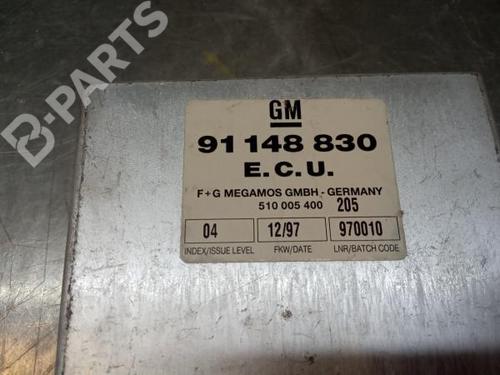 B-PARTS
GM
91 148 830
E. C. U.
F+G MEGAMOS GMBH - GERMANY
510 005 400 205
04 12/97 970010
INDEX/ISSUE LEVEL FKW/DATE LNR/BATCH CODE